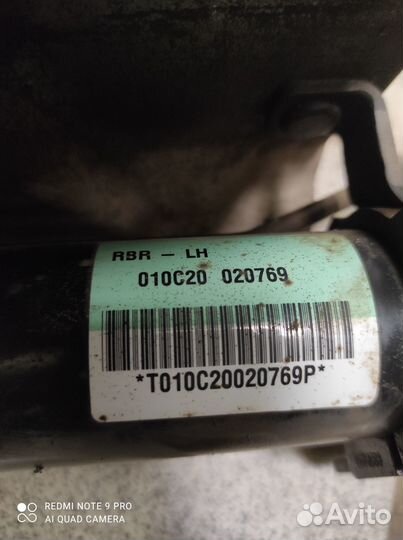 RBR - LH
010C20 020769
*T010C20020769P*
REDMI NOTE 9 PRO
AI QUAD CAMERA
Avito